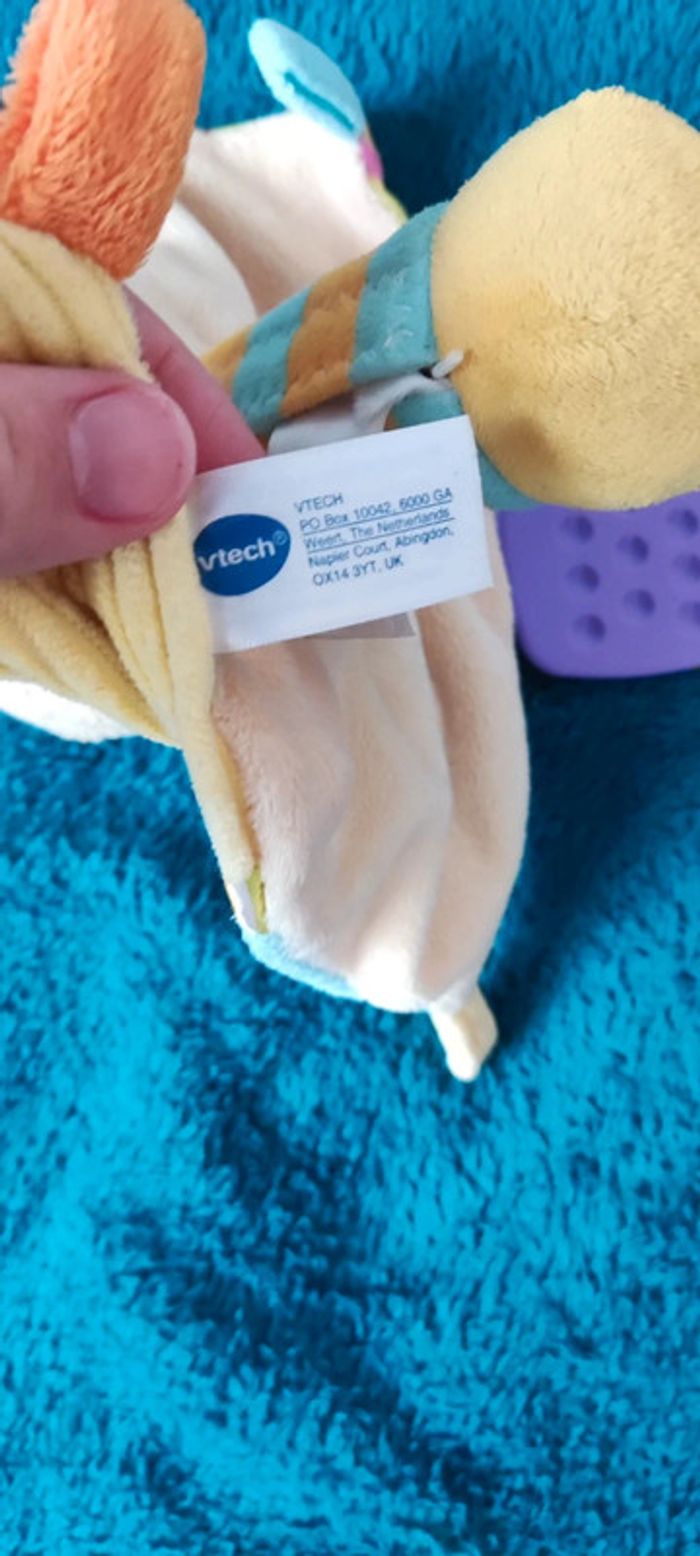 vtech®
VTECH
PO Box 10042, 6000 GA
Weert, The Netherlands
Napier Court, Abingdon,
OX14 3YT, UK